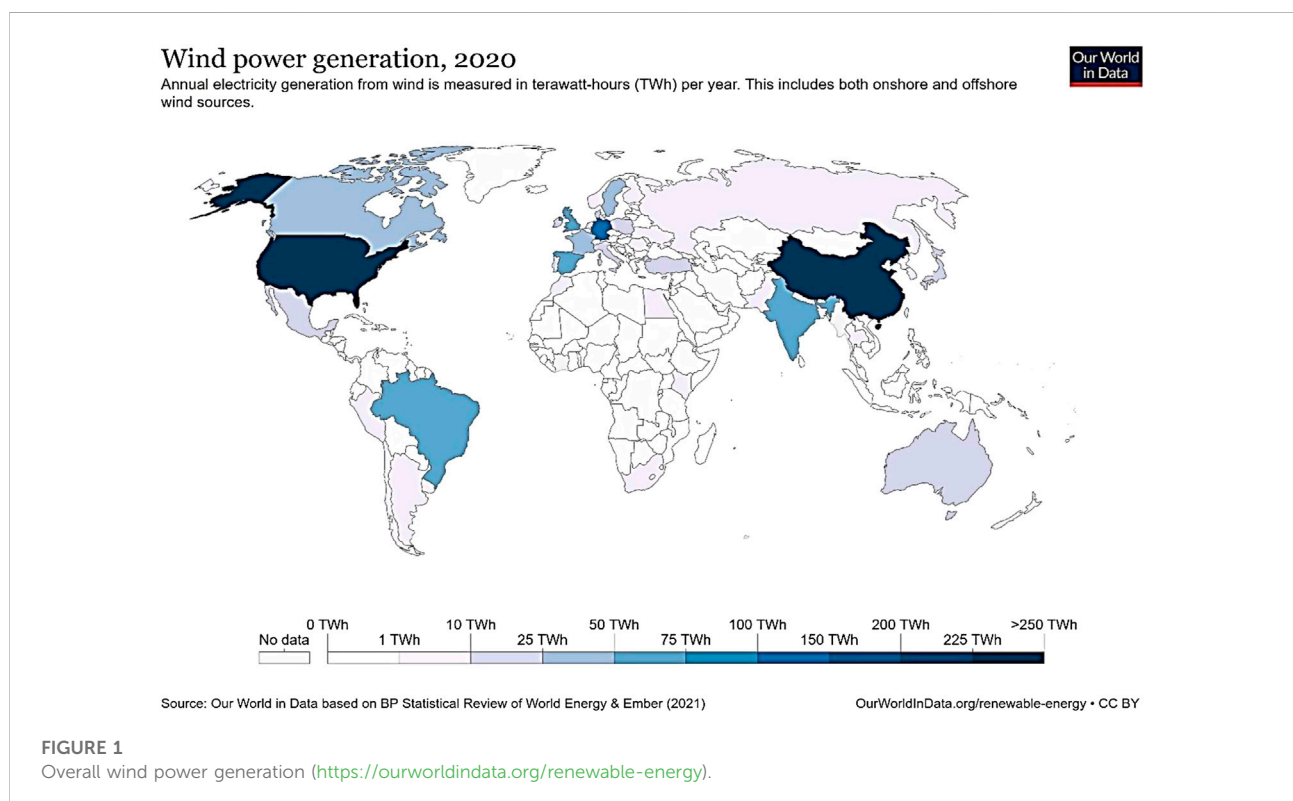 Wind power generation, 2020
Our World
in Data
Annual electricity generation from wind is measured in terawatt-hours (TWh) per year. This includes both onshore and offshore
wind sources.
0 TWh
10 TWh
50 TWh
100 TWh
200 TWh
>250 TWh
No data
1 TWh
25 TWh
75 TWh
150 TWh
225 TWh
Source: Our World in Data based on BP Statistical Review of World Energy & Ember (2021)
OurWorldInData.org/renewable-energy • CC BY
FIGURE 1
Overall wind power generation (https://ourworldindata.org/renewable-energy).